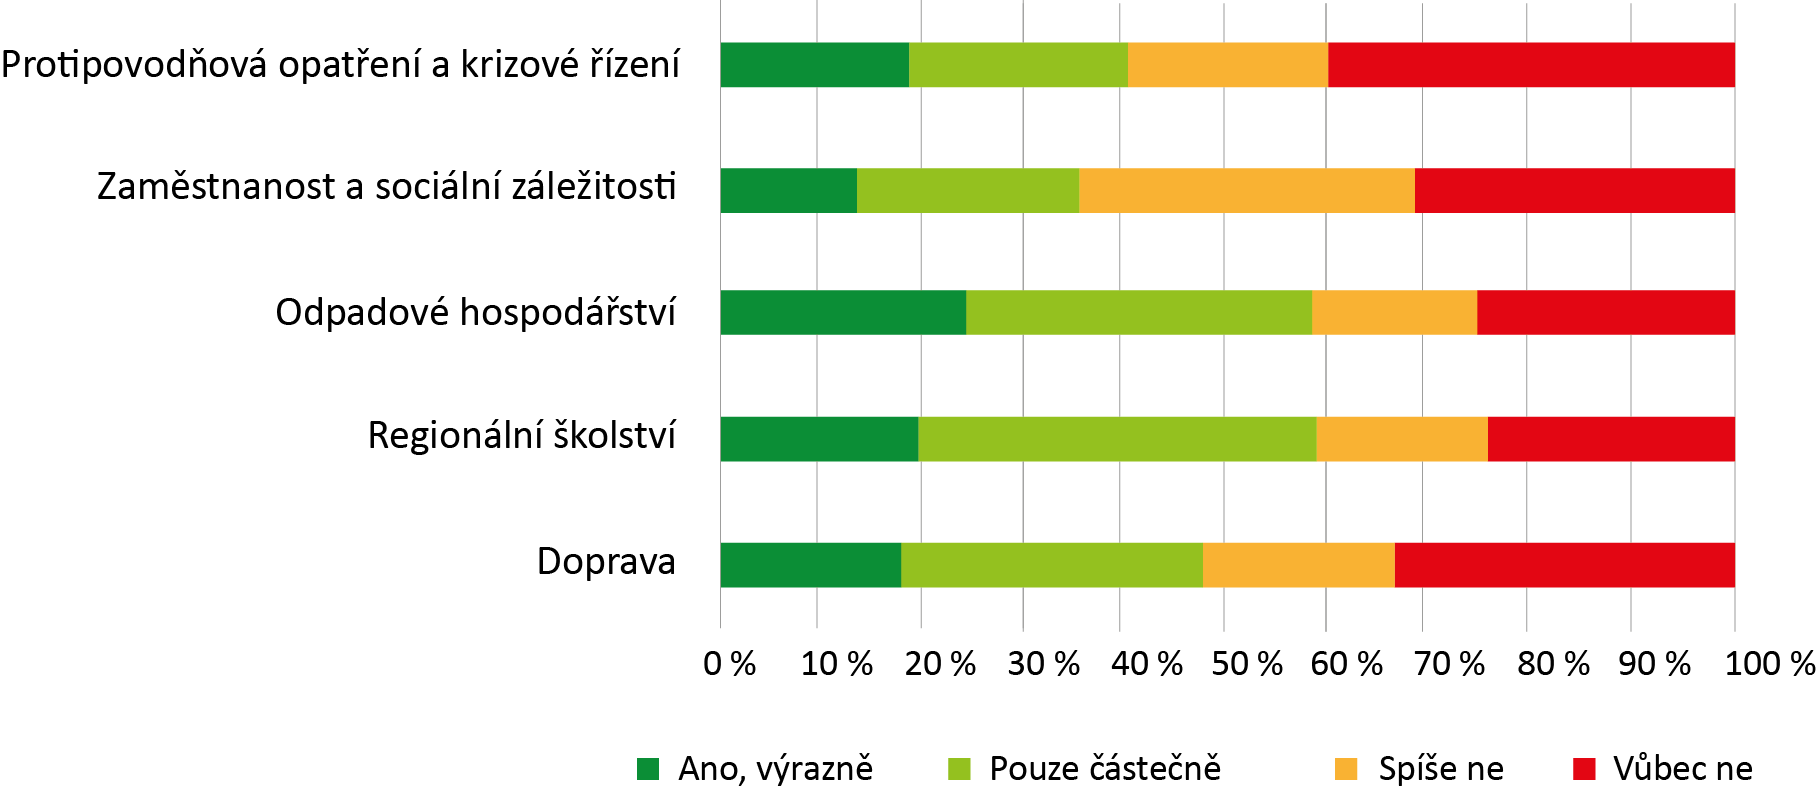 Protipovodňová opatření a krizové řízení
Zaměstnanost a sociální záležitosti
Odpadové hospodářství
Regionální školství
Doprava
0 % 10 % 20 % 30 % 40 % 50 % 60 % 70 % 80 % 90 % 100 %
Ano, výrazně Pouze částečně Spíše ne Vůbec ne